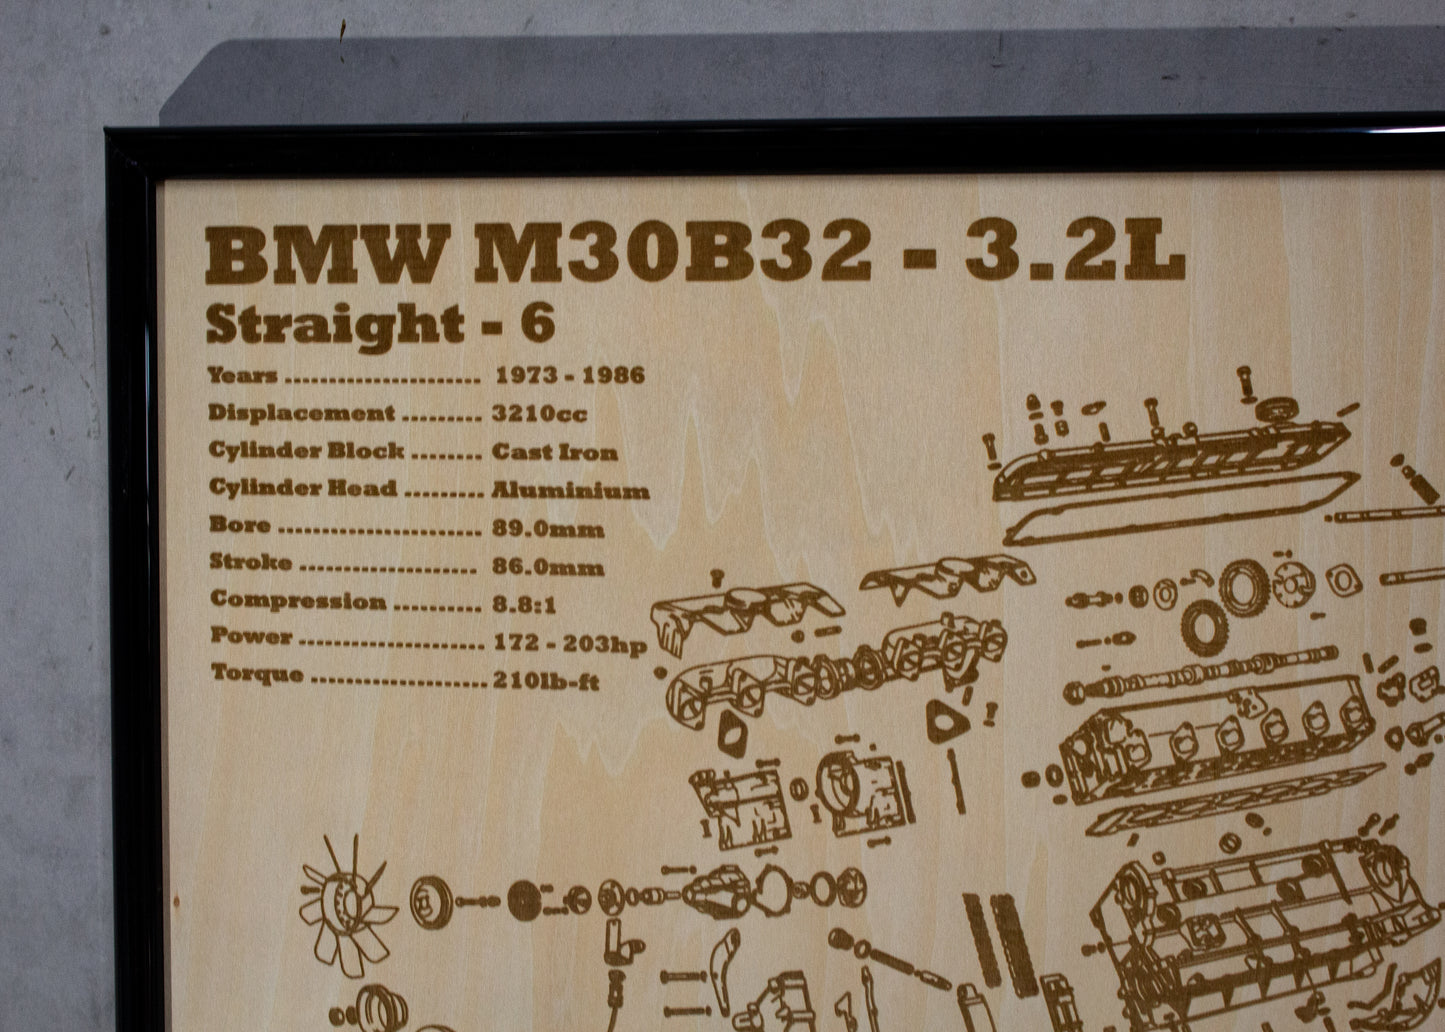 BMW M30B32 - 3.2L
Straight - 6
Years ...................... 1973 - 1986
Displacement ......... 3210cc
Cylinder Block ........ Cast Iron
Cylinder Head ......... Aluminium
Bore ....................... 89.0mm
Stroke .................... 86.0mm
Compression .......... 8.8:1
Power ..................... 172 - 203hp
Torque .................... 210lb-ft